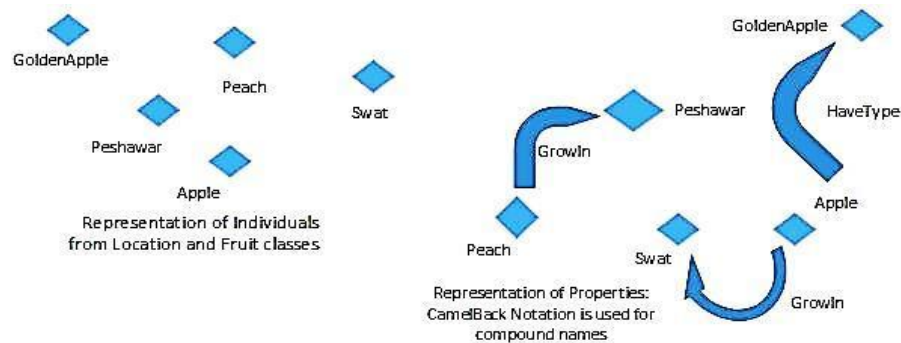 GoldenApple
Peach
Swat
Peshawar
Apple
Representation of Individuals
from Location and Fruit classes
GoldenApple
Peshawar
HaveType
GrowIn
Apple
Peach
Swat
GrowIn
Representation of Properties:
CamelBack Notation is used for
compound names